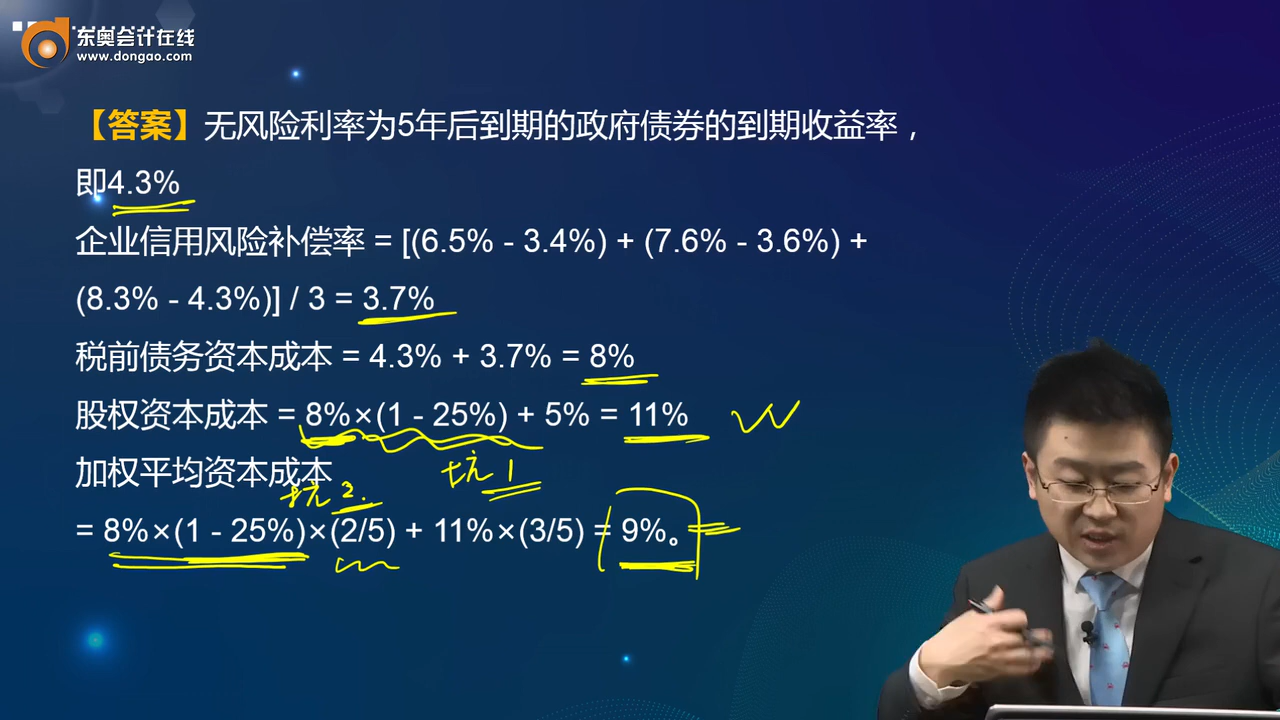 东奥会计在线
www.dongao.com
【答案】无风险利率为5年后到期的政府债券的到期收益率，
即4.3%
企业信用风险补偿率 = [(6.5% - 3.4%) + (7.6% - 3.6%) +
(8.3% - 4.3%)] / 3 = 3.7%
税前债务资本成本 = 4.3% + 3.7% = 8%
股权资本成本 = 8%×(1 - 25%) + 5% = 11%
坑1
加权平均资本成本
坑2.
= 8%×(1 - 25%)×(2/5) + 11%×(3/5) = 9%。